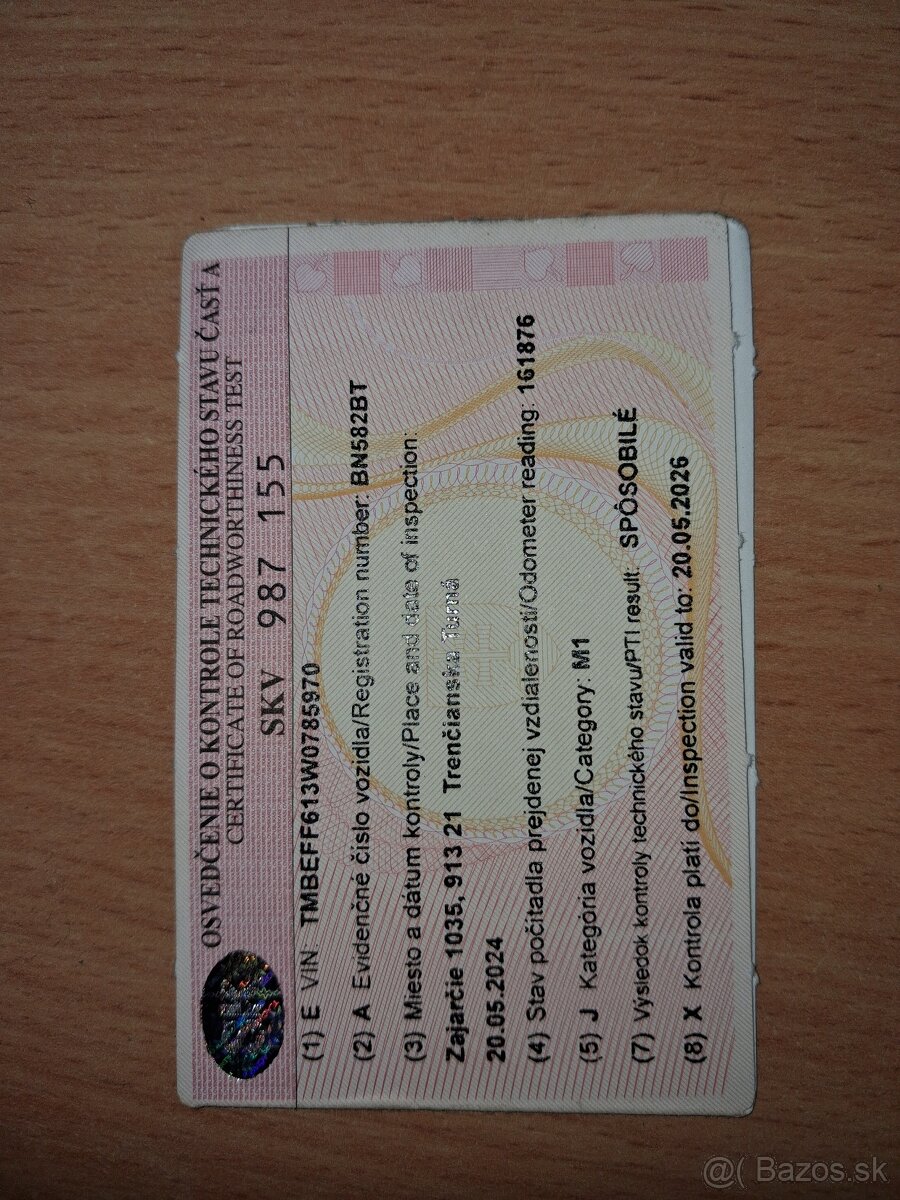 OSVEDČENIE O KONTROLE TECHNICKÉHO STAVU ČASŤ A
CERTIFICATE OF ROADWORTHINESS TEST
SKV 987 155
(1) E VIN TMBEFF613W0785970
(2) A Evidenčné číslo vozidla/Registration number: BN582BT
(3) Miesto a dátum kontroly/Place and date of inspection:
Zajarčie 1035, 913 21 Trenčianska Turná
20.05.2024
(4) Stav počítadla prejdenej vzdialenosti/Odometer reading: 161876
(5) J Kategória vozidla/Category: M1
(7) Výsledok kontroly technického stavu/PTI result: SPÔSOBILÉ
(8) X Kontrola platí do/Inspection valid to: 20.05.2026
@( Bazos.sk